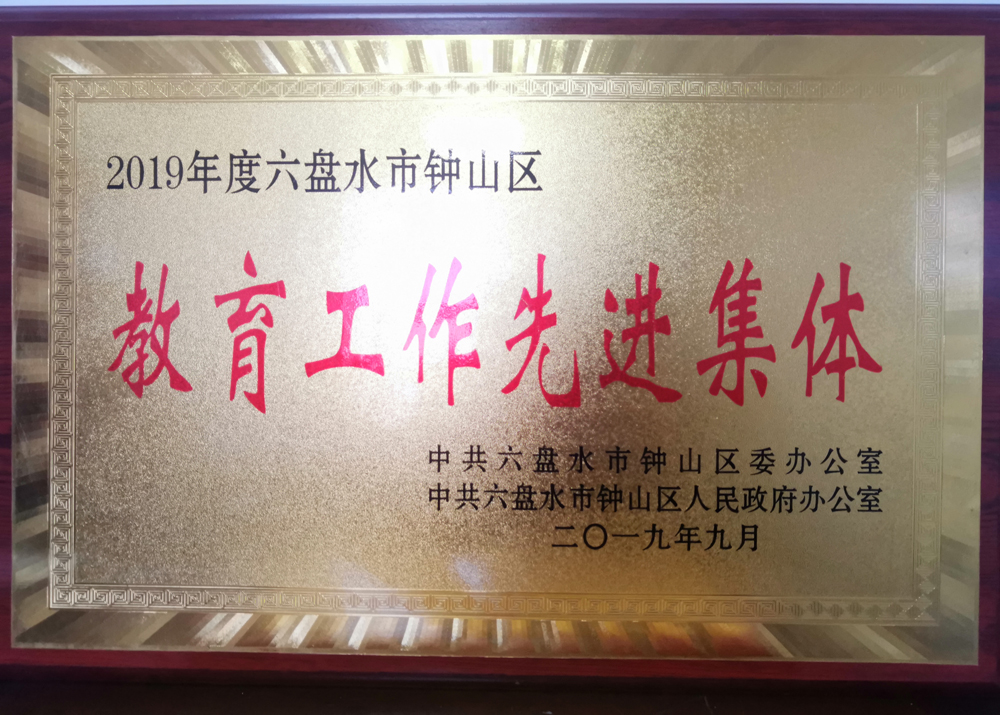 2019年度六盘水市钟山区
教育工作先进集体
中共六盘水市钟山区委办公室
中共六盘水市钟山区人民政府办公室
二〇一九年九月